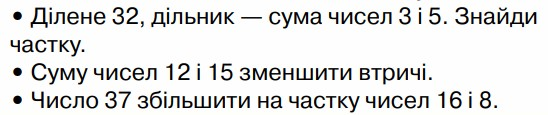 • Ділене 32, дільник — сума чисел 3 і 5. Знайди
частку.
• Суму чисел 12 і 15 зменшити втричі.
• Число 37 збільшити на частку чисел 16 і 8.